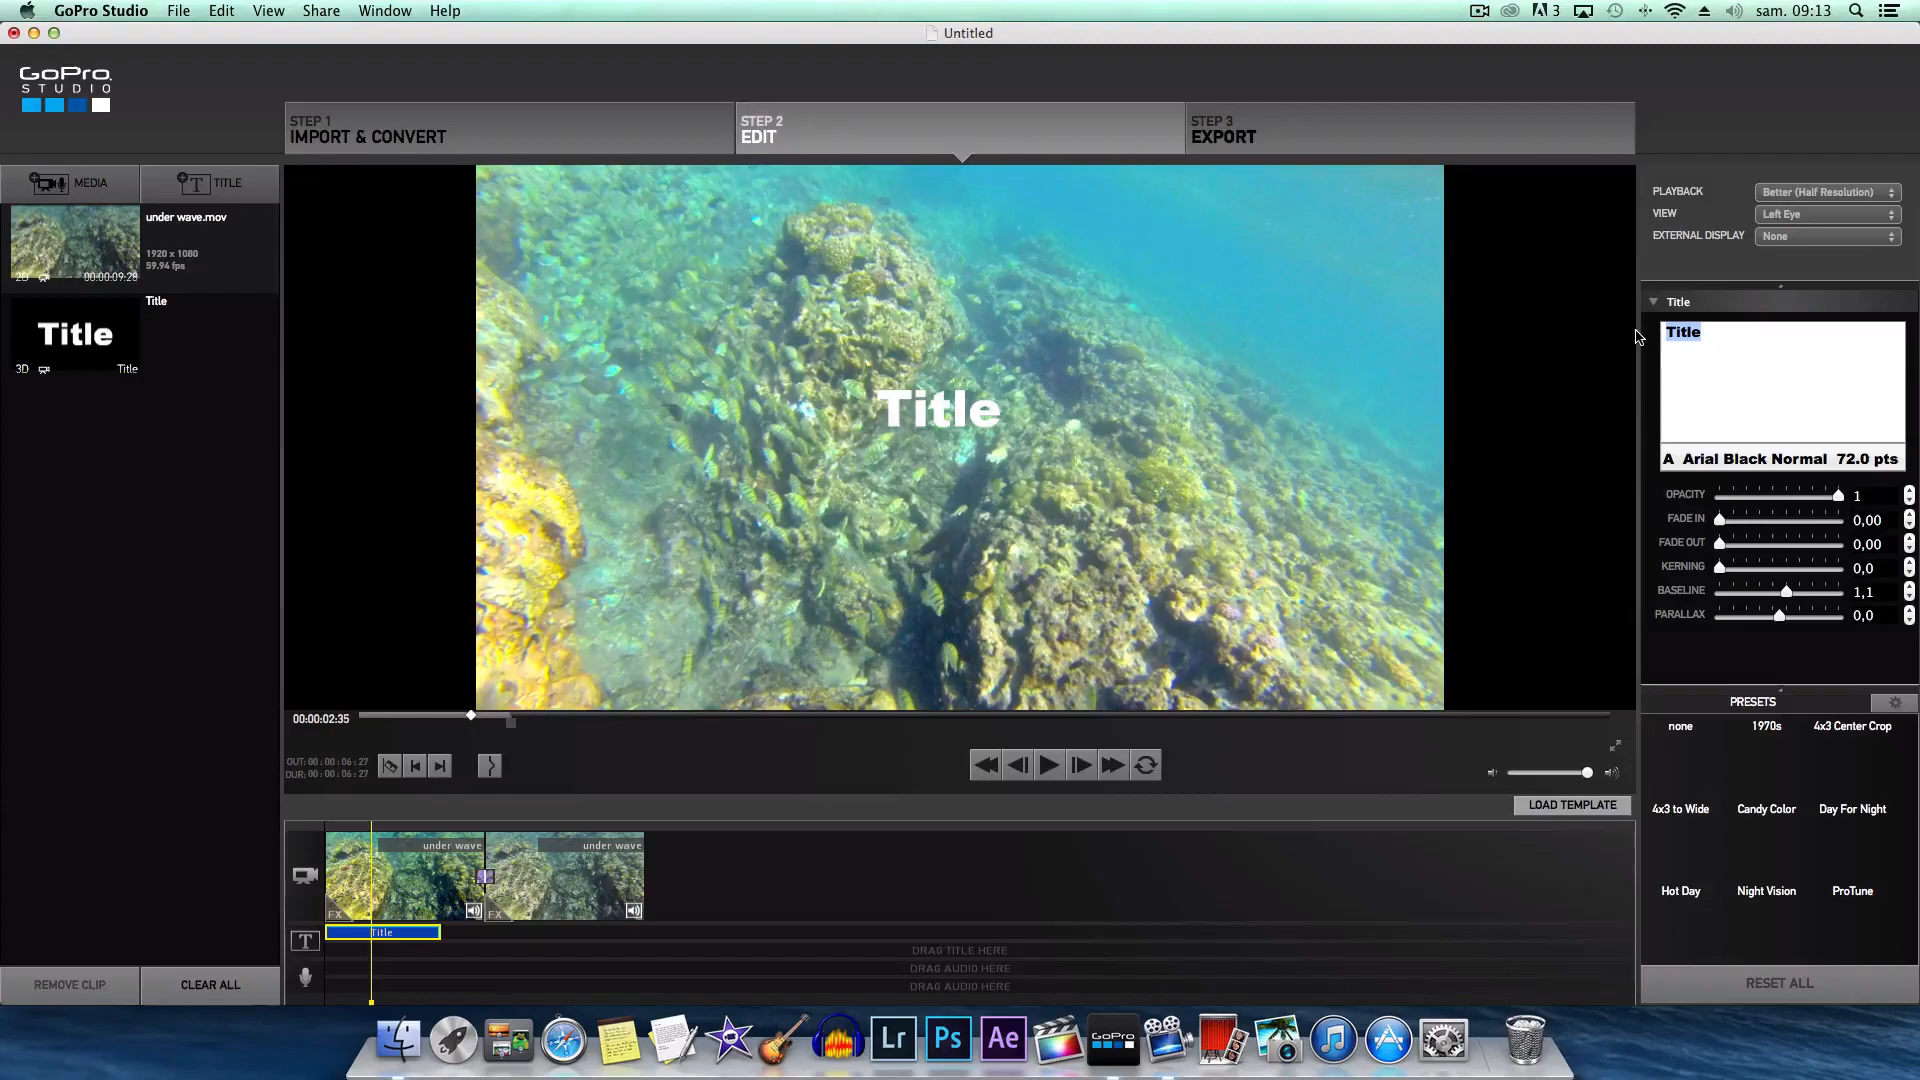 GoPro Studio File Edit View Share Window Help
3 sam. 09:13
Untitled
GoPro
STUDIO
STEP 1
IMPORT & CONVERT
STEP 2
EDIT
STEP 3
EXPORT
MEDIA
T TITLE
under wave.mov
1920 x 1080
59.94 fps
2D 00:00:09:28
Title
Title
3D Title
Title
PLAYBACK Better (Half Resolution)
VIEW Left Eye
EXTERNAL DISPLAY None
Title
Title
A Arial Black Normal 72.0 pts
OPACITY 1
FADE IN 0,00
FADE OUT 0,00
KERNING 0,0
BASELINE 1,1
PARALLAX 0,0
PRESETS
none 1970s 4x3 Center Crop
4x3 to Wide Candy Color Day For Night
Hot Day Night Vision ProTune
RESET ALL
00:00:02:35
OUT: 00:00:06:27
DUR: 00:00:06:27
LOAD TEMPLATE
under wave under wave
FX FX
Title
T
DRAG TITLE HERE
DRAG AUDIO HERE
DRAG AUDIO HERE
REMOVE CLIP CLEAR ALL
Lr Ps Ae GoPro